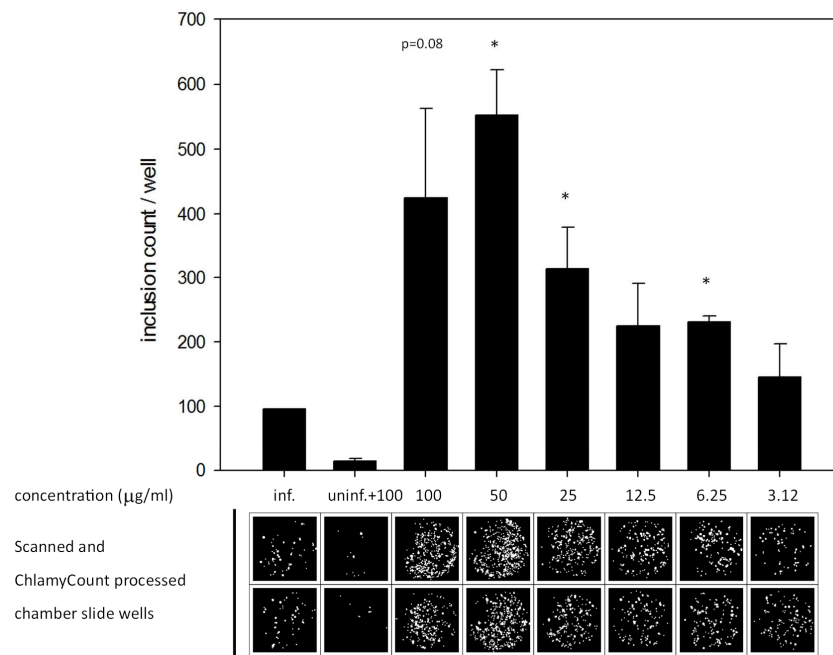 700
600
500
400
300
200
100
0
inclusion count / well
p=0.08
*
*
*
concentration (μg/ml) inf. uninf.+100 100 50 25 12.5 6.25 3.12
Scanned and
ChlamyCount processed
chamber slide wells